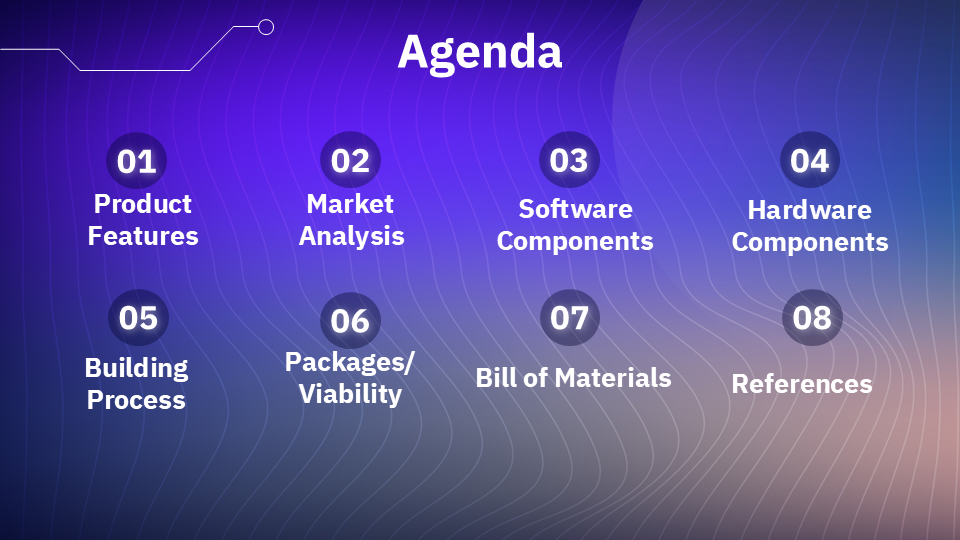 Agenda
01
Product
Features
02
Market
Analysis
03
Software
Components
04
Hardware
Components
05
Building
Process
06
Packages/
Viability
07
Bill of Materials
08
References